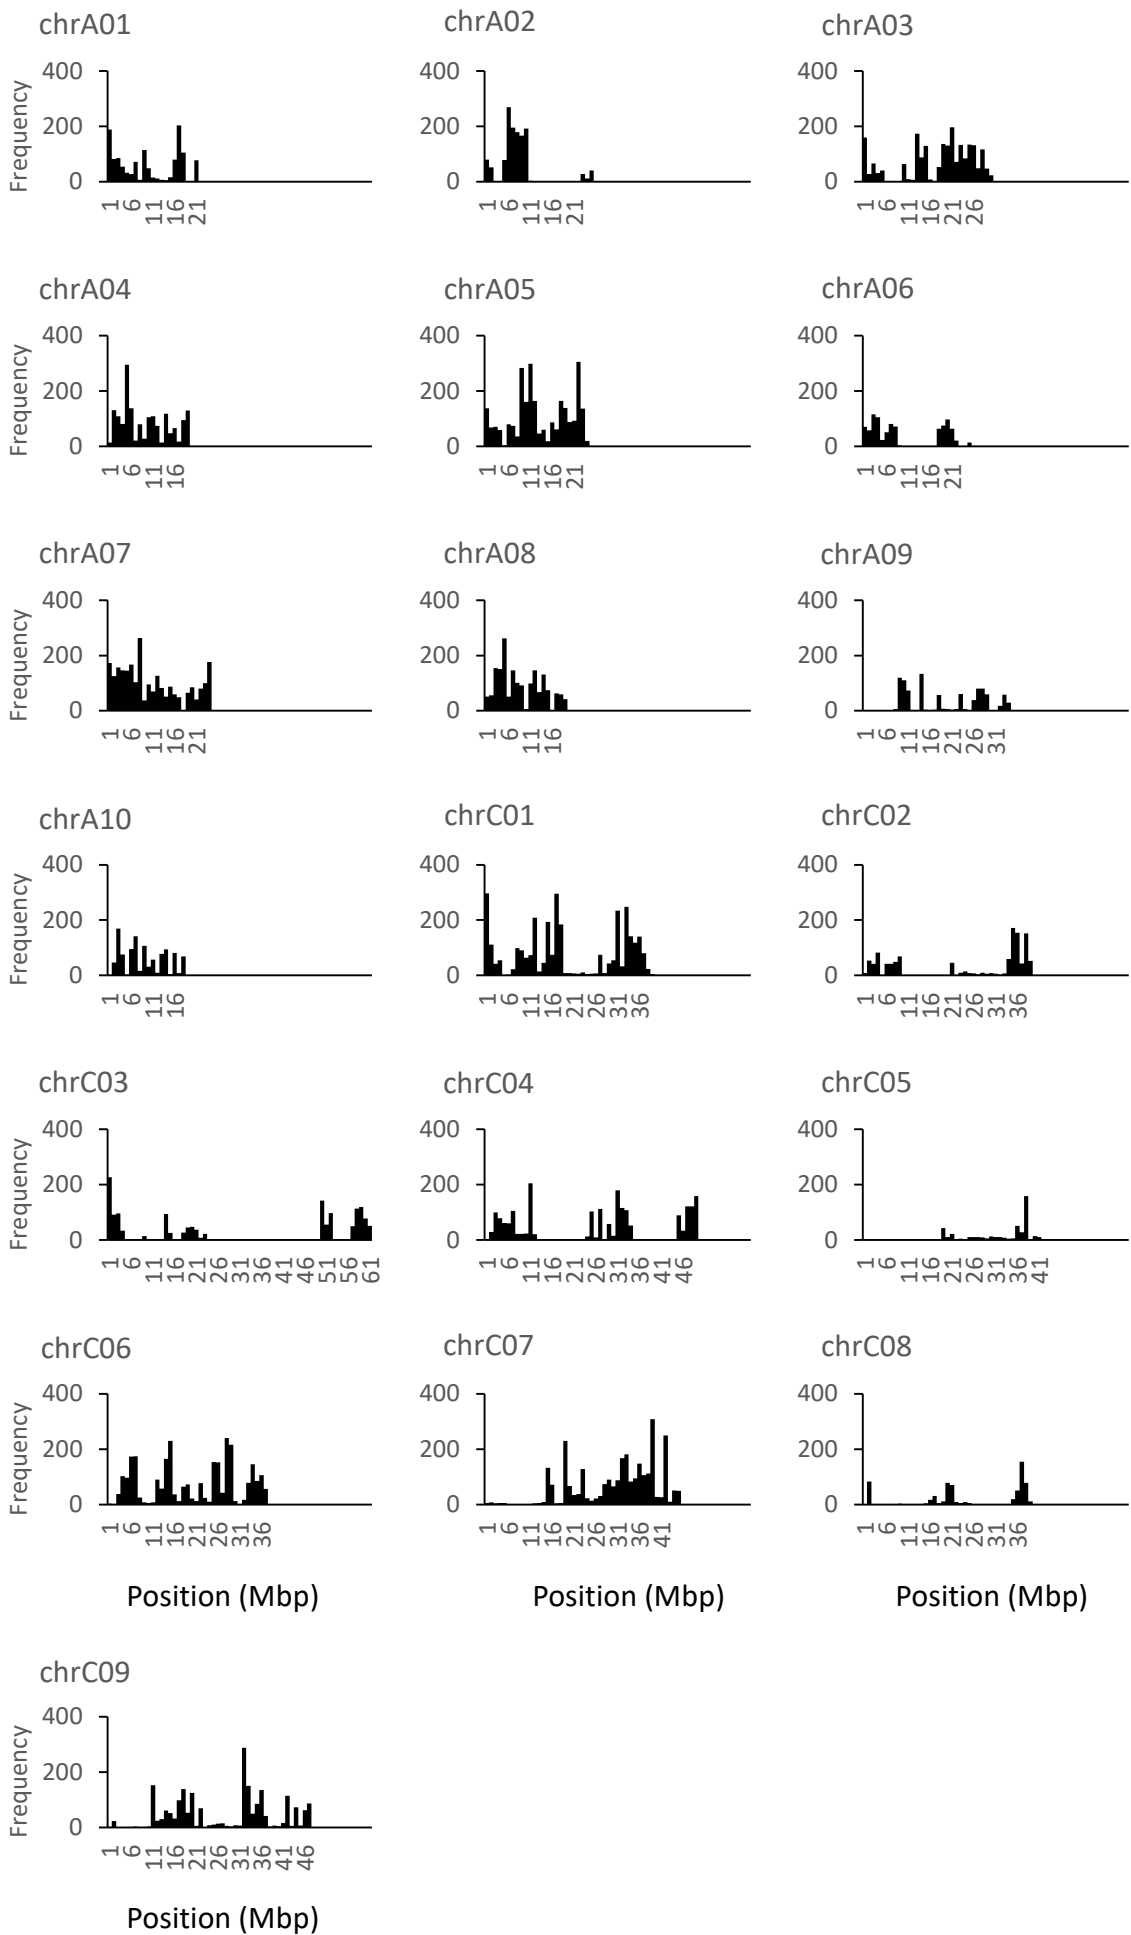 chrA01 chrA02 chrA03
Frequency 400 400 400
200 200 200
0 0 0
1 6 11 16 21 1 6 11 16 21 1 6 11 16 21 26
chrA04 chrA05 chrA06
Frequency 400 400 400
200 200 200
0 0 0
1 6 11 16 1 6 11 16 21 1 6 11 16 21
chrA07 chrA08 chrA09
Frequency 400 400 400
200 200 200
0 0 0
1 6 11 16 21 1 6 11 16 1 6 11 16 21 26 31
chrA10 chrC01 chrC02
400 400 400
200 200 200
0 0 0
1 6 11 16 1 6 11 16 21 26 31 36 1 6 11 16 21 26 31 36
chrC03 chrC04 chrC05
Frequency 400 400 400
200 200 200
0 0 0
1 6 11 16 21 26 31 36 41 46 51 56 61 1 6 11 16 21 26 31 36 41 46 1 6 11 16 21 26 31 36 41
chrC06 chrC07 chrC08
Frequency 400 400 400
200 200 200
0 0 0
1 6 11 16 21 26 31 36 1 6 11 16 21 26 31 36 41 1 6 11 16 21 26 31 36
Position (Mbp) Position (Mbp) Position (Mbp)
chrC09
Frequency 400
200
0
1 6 11 16 21 26 31 36 41 46
Position (Mbp)